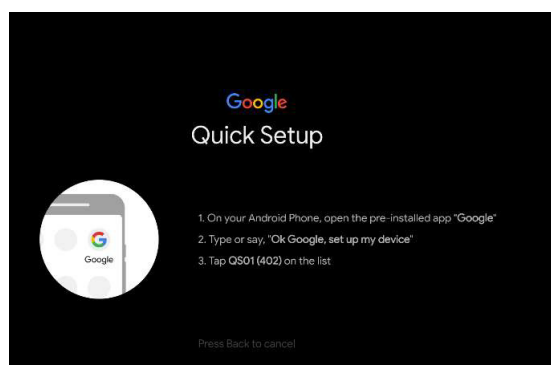 Google
Quick Setup
1. On your Android Phone, open the pre-installed app "Google"
2. Type or say, "Ok Google, set up my device"
3. Tap QS01 (402) on the list
G
Google
Press Back to cancel